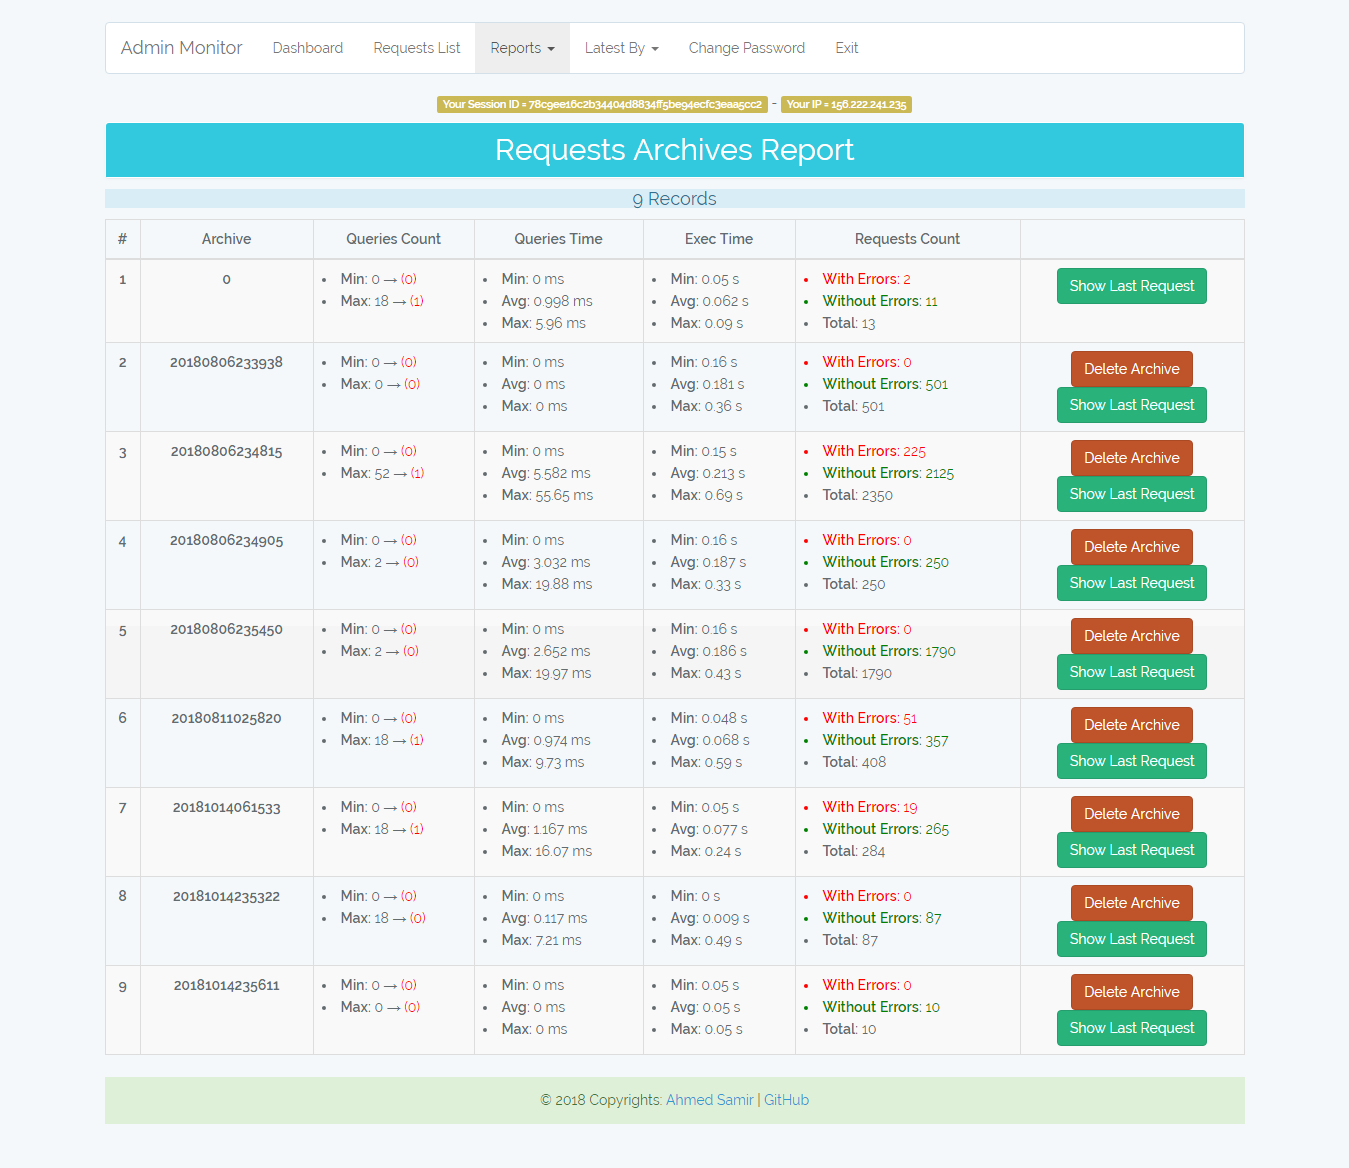 Admin Monitor Dashboard Requests List Reports Latest By Change Password Exit
Your Session ID = 78c9ee16c2b34404d8834ff5be94ecfc3eaa5cc2 - Your IP = 156.222.241.235
Requests Archives Report
9 Records
# Archive Queries Count Queries Time Exec Time Requests Count
1 0 Min: 0 → (0) Min: 0 ms Min: 0.05 s With Errors: 2 Show Last Request
Max: 18 → (1) Avg: 0.998 ms Avg: 0.062 s Without Errors: 11
Max: 5.96 ms Max: 0.09 s Total: 13
2 20180806233938 Min: 0 → (0) Min: 0 ms Min: 0.16 s With Errors: 0 Delete Archive
Max: 0 → (0) Avg: 0 ms Avg: 0.181 s Without Errors: 501
Max: 0 ms Max: 0.36 s Total: 501 Show Last Request
3 20180806234815 Min: 0 → (0) Min: 0 ms Min: 0.15 s With Errors: 225 Delete Archive
Max: 52 → (1) Avg: 5.582 ms Avg: 0.213 s Without Errors: 2125
Max: 55.65 ms Max: 0.69 s Total: 2350 Show Last Request
4 20180806234905 Min: 0 → (0) Min: 0 ms Min: 0.16 s With Errors: 0 Delete Archive
Max: 2 → (0) Avg: 3.032 ms Avg: 0.187 s Without Errors: 250
Max: 19.88 ms Max: 0.33 s Total: 250 Show Last Request
5 20180806235450 Min: 0 → (0) Min: 0 ms Min: 0.16 s With Errors: 0 Delete Archive
Max: 2 → (0) Avg: 2.652 ms Avg: 0.186 s Without Errors: 1790
Max: 19.97 ms Max: 0.43 s Total: 1790 Show Last Request
6 20180811025820 Min: 0 → (0) Min: 0 ms Min: 0.048 s With Errors: 51 Delete Archive
Max: 18 → (1) Avg: 0.974 ms Avg: 0.068 s Without Errors: 357
Max: 9.73 ms Max: 0.59 s Total: 408 Show Last Request
7 20181014061533 Min: 0 → (0) Min: 0 ms Min: 0.05 s With Errors: 19 Delete Archive
Max: 18 → (1) Avg: 1.167 ms Avg: 0.077 s Without Errors: 265
Max: 16.07 ms Max: 0.24 s Total: 284 Show Last Request
8 20181014235322 Min: 0 → (0) Min: 0 ms Min: 0 s With Errors: 0 Delete Archive
Max: 18 → (0) Avg: 0.117 ms Avg: 0.009 s Without Errors: 87
Max: 7.21 ms Max: 0.49 s Total: 87 Show Last Request
9 20181014235611 Min: 0 → (0) Min: 0 ms Min: 0.05 s With Errors: 0 Delete Archive
Max: 0 → (0) Avg: 0 ms Avg: 0.05 s Without Errors: 10
Max: 0 ms Max: 0.05 s Total: 10 Show Last Request
© 2018 Copyrights: Ahmed Samir | GitHub